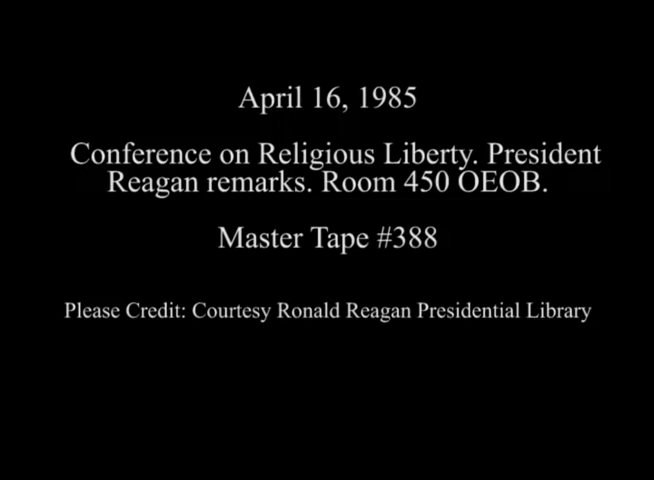 April 16, 1985
Conference on Religious Liberty. President
Reagan remarks. Room 450 OEOB.
Master Tape #388
Please Credit: Courtesy Ronald Reagan Presidential Library